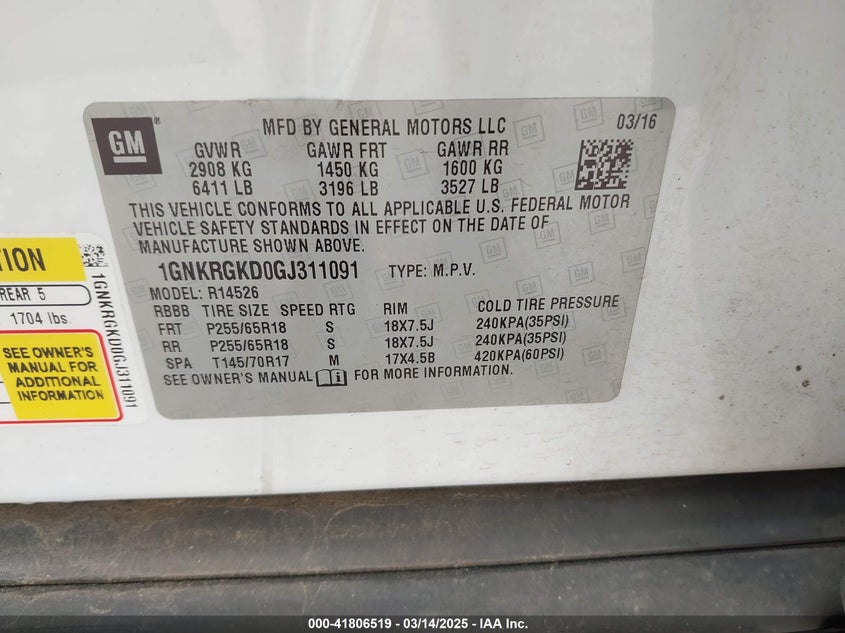 GM ®
MFD BY GENERAL MOTORS LLC 03/16
GVWR GAWR FRT GAWR RR
2908 KG 1450 KG 1600 KG
6411 LB 3196 LB 3527 LB
THIS VEHICLE CONFORMS TO ALL APPLICABLE U.S. FEDERAL MOTOR
VEHICLE SAFETY STANDARDS IN EFFECT ON THE DATE OF
MANUFACTURE SHOWN ABOVE.
1GNKRGKD0GJ311091 TYPE: M.P.V.
MODEL: R14526
RBBB TIRE SIZE SPEED RTG RIM COLD TIRE PRESSURE
FRT P255/65R18 S 18X7.5J 240KPA(35PSI)
RR P255/65R18 S 18X7.5J 240KPA(35PSI)
SPA T145/70R17 M 17X4.5B 420KPA(60PSI)
SEE OWNER'S MANUAL FOR MORE INFORMATION.
REAR 5
1704 lbs.
SEE OWNER'S
MANUAL FOR
ADDITIONAL
INFORMATION
1GNKRGKD0GJ311091
000-41806519 - 03/14/2025 - IAA Inc.